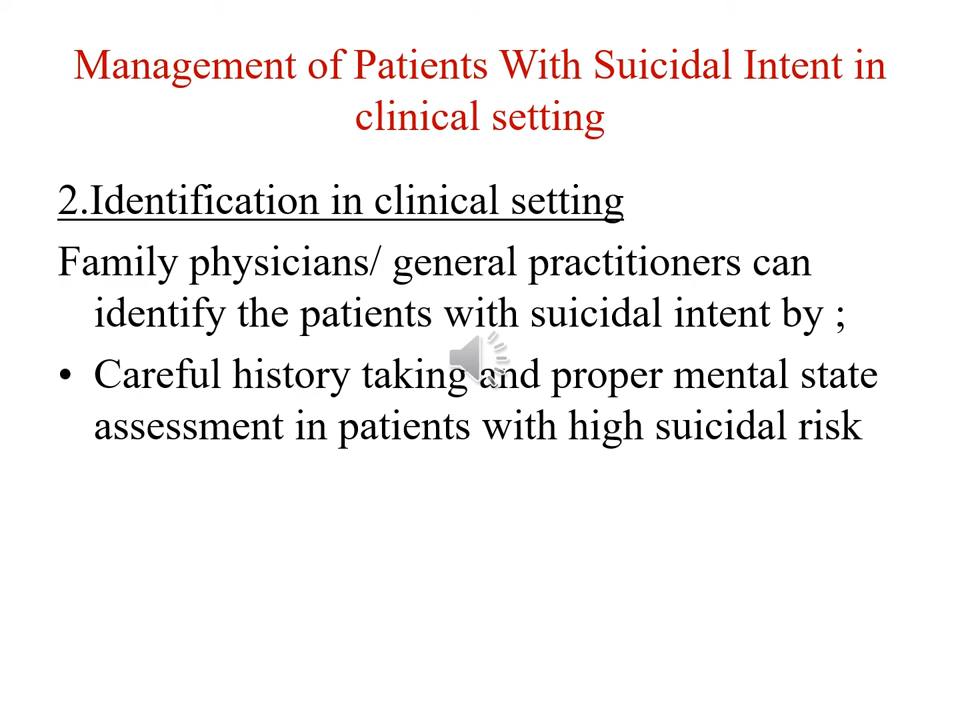 Management of Patients With Suicidal Intent in
clinical setting
2.Identification in clinical setting
Family physicians/ general practitioners can
identify the patients with suicidal intent by ;
• Careful history taking and proper mental state
assessment in patients with high suicidal risk